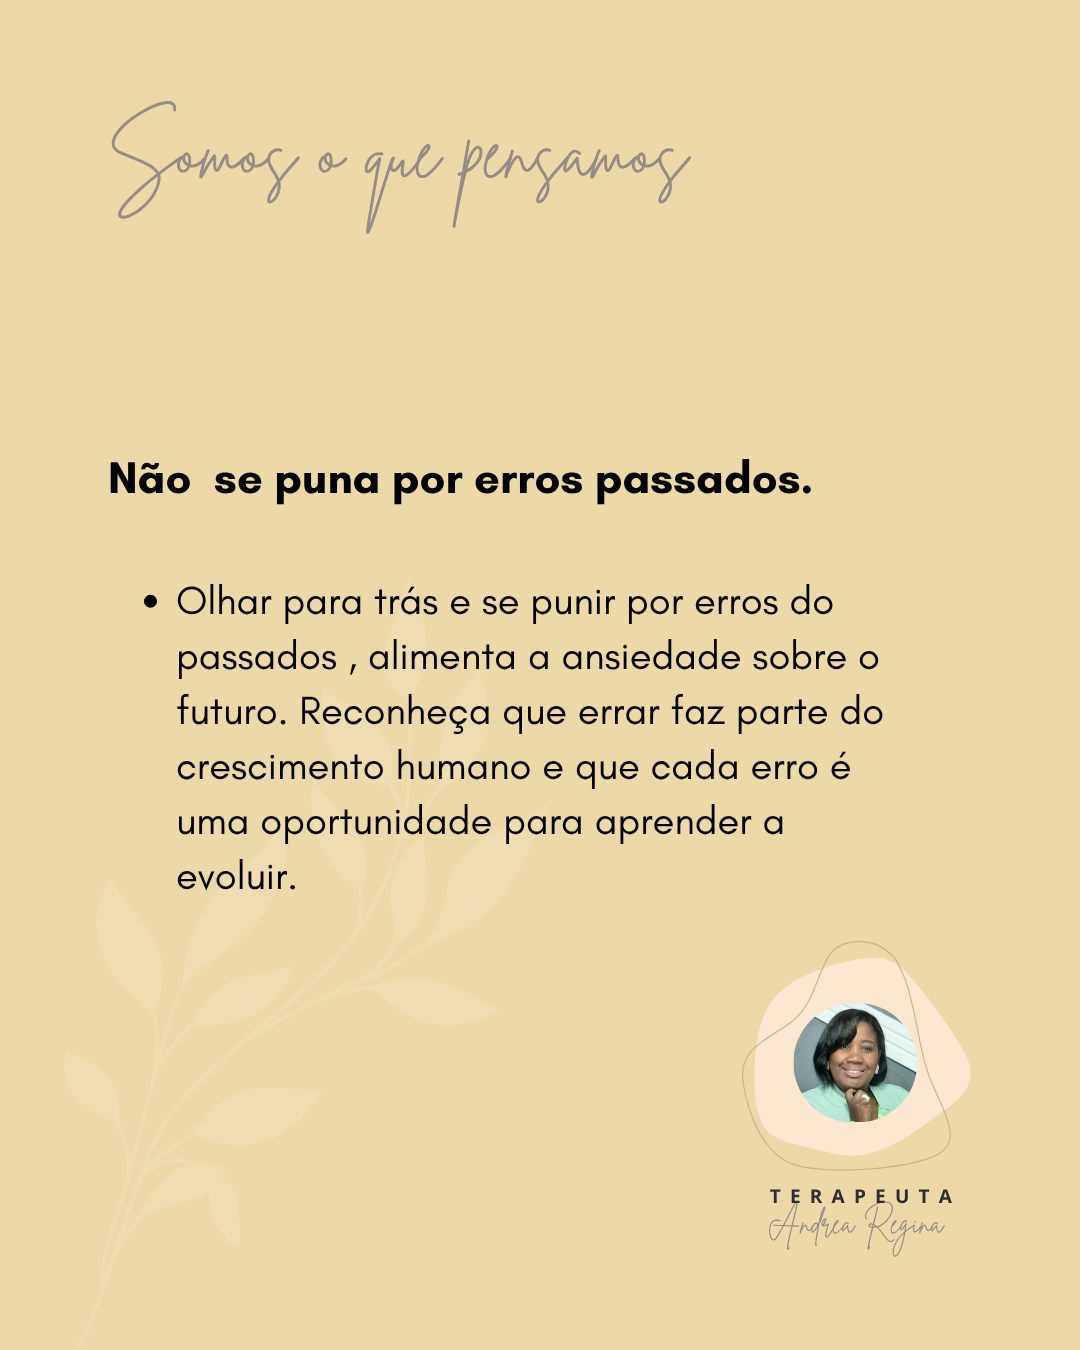 Somos o que pensamos
Não  se puna por erros passados.
• Olhar para trás e se punir por erros do
passados , alimenta a ansiedade sobre o
futuro. Reconheça que errar faz parte do
crescimento humano e que cada erro é
uma oportunidade para aprender a
evoluir.
TERAPEUTA
Andrea Regina